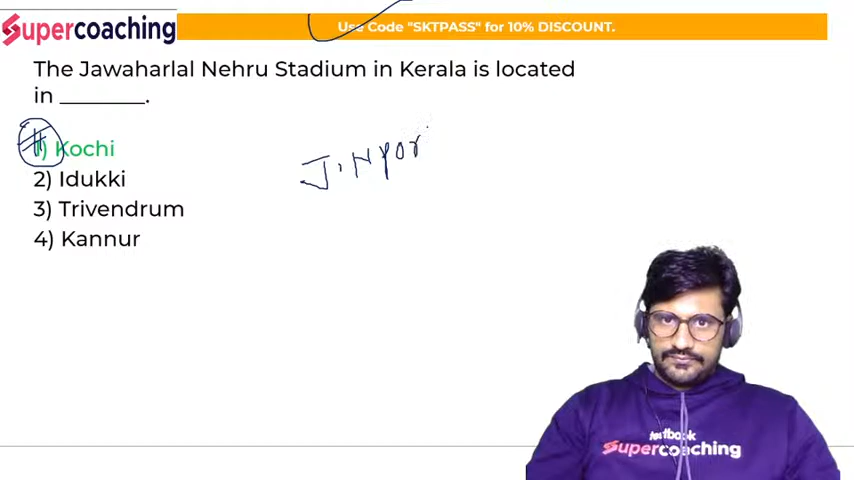 Supercoaching
Use Code "SKTPASS" for 10% DISCOUNT.
The Jawaharlal Nehru Stadium in Kerala is located
in ________.
1) Kochi
2) Idukki
3) Trivendrum
4) Kannur
testbook
Supercoaching